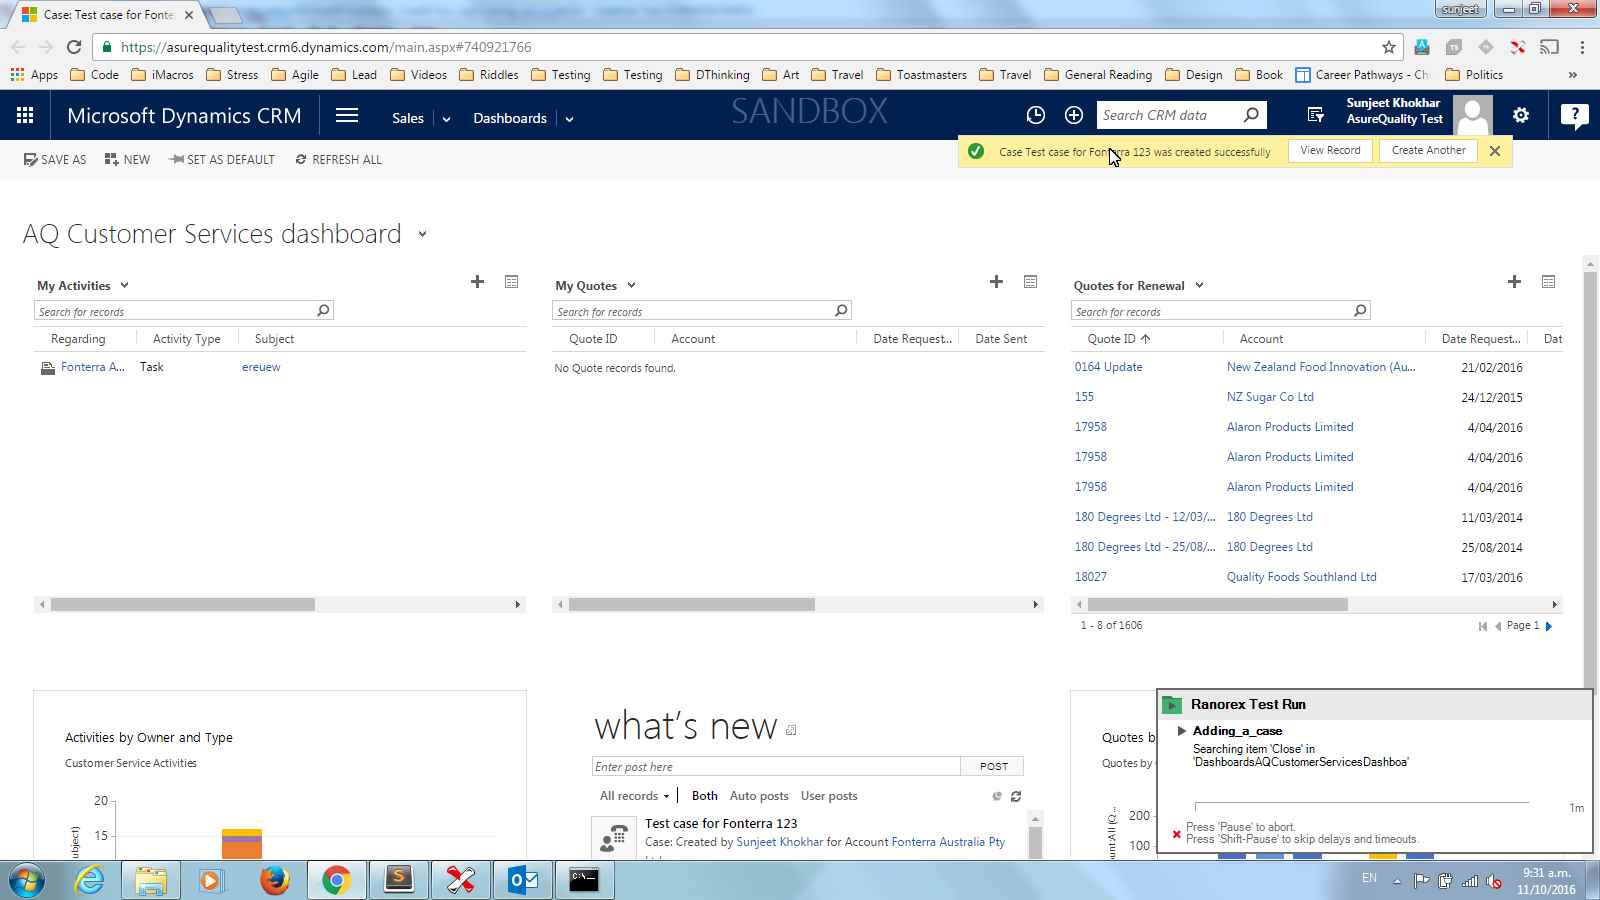 Case: Test case for Fonte
sunjeet
https://asurequalitytest.crm6.dynamics.com/main.aspx#740921766
Apps Code iMacros Stress Agile Lead Videos Riddles Testing Testing DThinking Art Travel Toastmasters Travel General Reading Design Book Career Pathways - Ch Politics »
Microsoft Dynamics CRM Sales Dashboards SANDBOX Search CRM data
Sunjeet Khokhar
AsureQuality Test
SAVE AS NEW SET AS DEFAULT REFRESH ALL
Case Test case for Fonterra 123 was created successfully View Record Create Another
AQ Customer Services dashboard
My Activities
Search for records
Regarding Activity Type Subject
Fonterra A... Task ereuew
My Quotes
Search for records
Quote ID Account Date Request... Date Sent
No Quote records found.
Quotes for Renewal
Search for records
Quote ID Account Date Request... Dat
0164 Update New Zealand Food Innovation (Au... 21/02/2016
155 NZ Sugar Co Ltd 24/12/2015
17958 Alaron Products Limited 4/04/2016
17958 Alaron Products Limited 4/04/2016
17958 Alaron Products Limited 4/04/2016
180 Degrees Ltd - 12/03/... 180 Degrees Ltd 11/03/2014
180 Degrees Ltd - 25/08/... 180 Degrees Ltd 25/08/2014
18027 Quality Foods Southland Ltd 17/03/2016
1 - 8 of 1606 Page 1
Activities by Owner and Type
Customer Service Activities
20
15
ubject)
what's new
Enter post here POST
All records Both Auto posts User posts
Test case for Fonterra 123
Case: Created by Sunjeet Khokhar for Account Fonterra Australia Pty
Quotes b
Quotes by
200
100
unt:All (Q...
Ranorex Test Run
Adding_a_case
Searching item 'Close' in
'DashboardsAQCustomerServicesDashboa'
1m
Press 'Pause' to abort.
Press 'Shift-Pause' to skip delays and timeouts.
EN
9:31 a.m.
11/10/2016